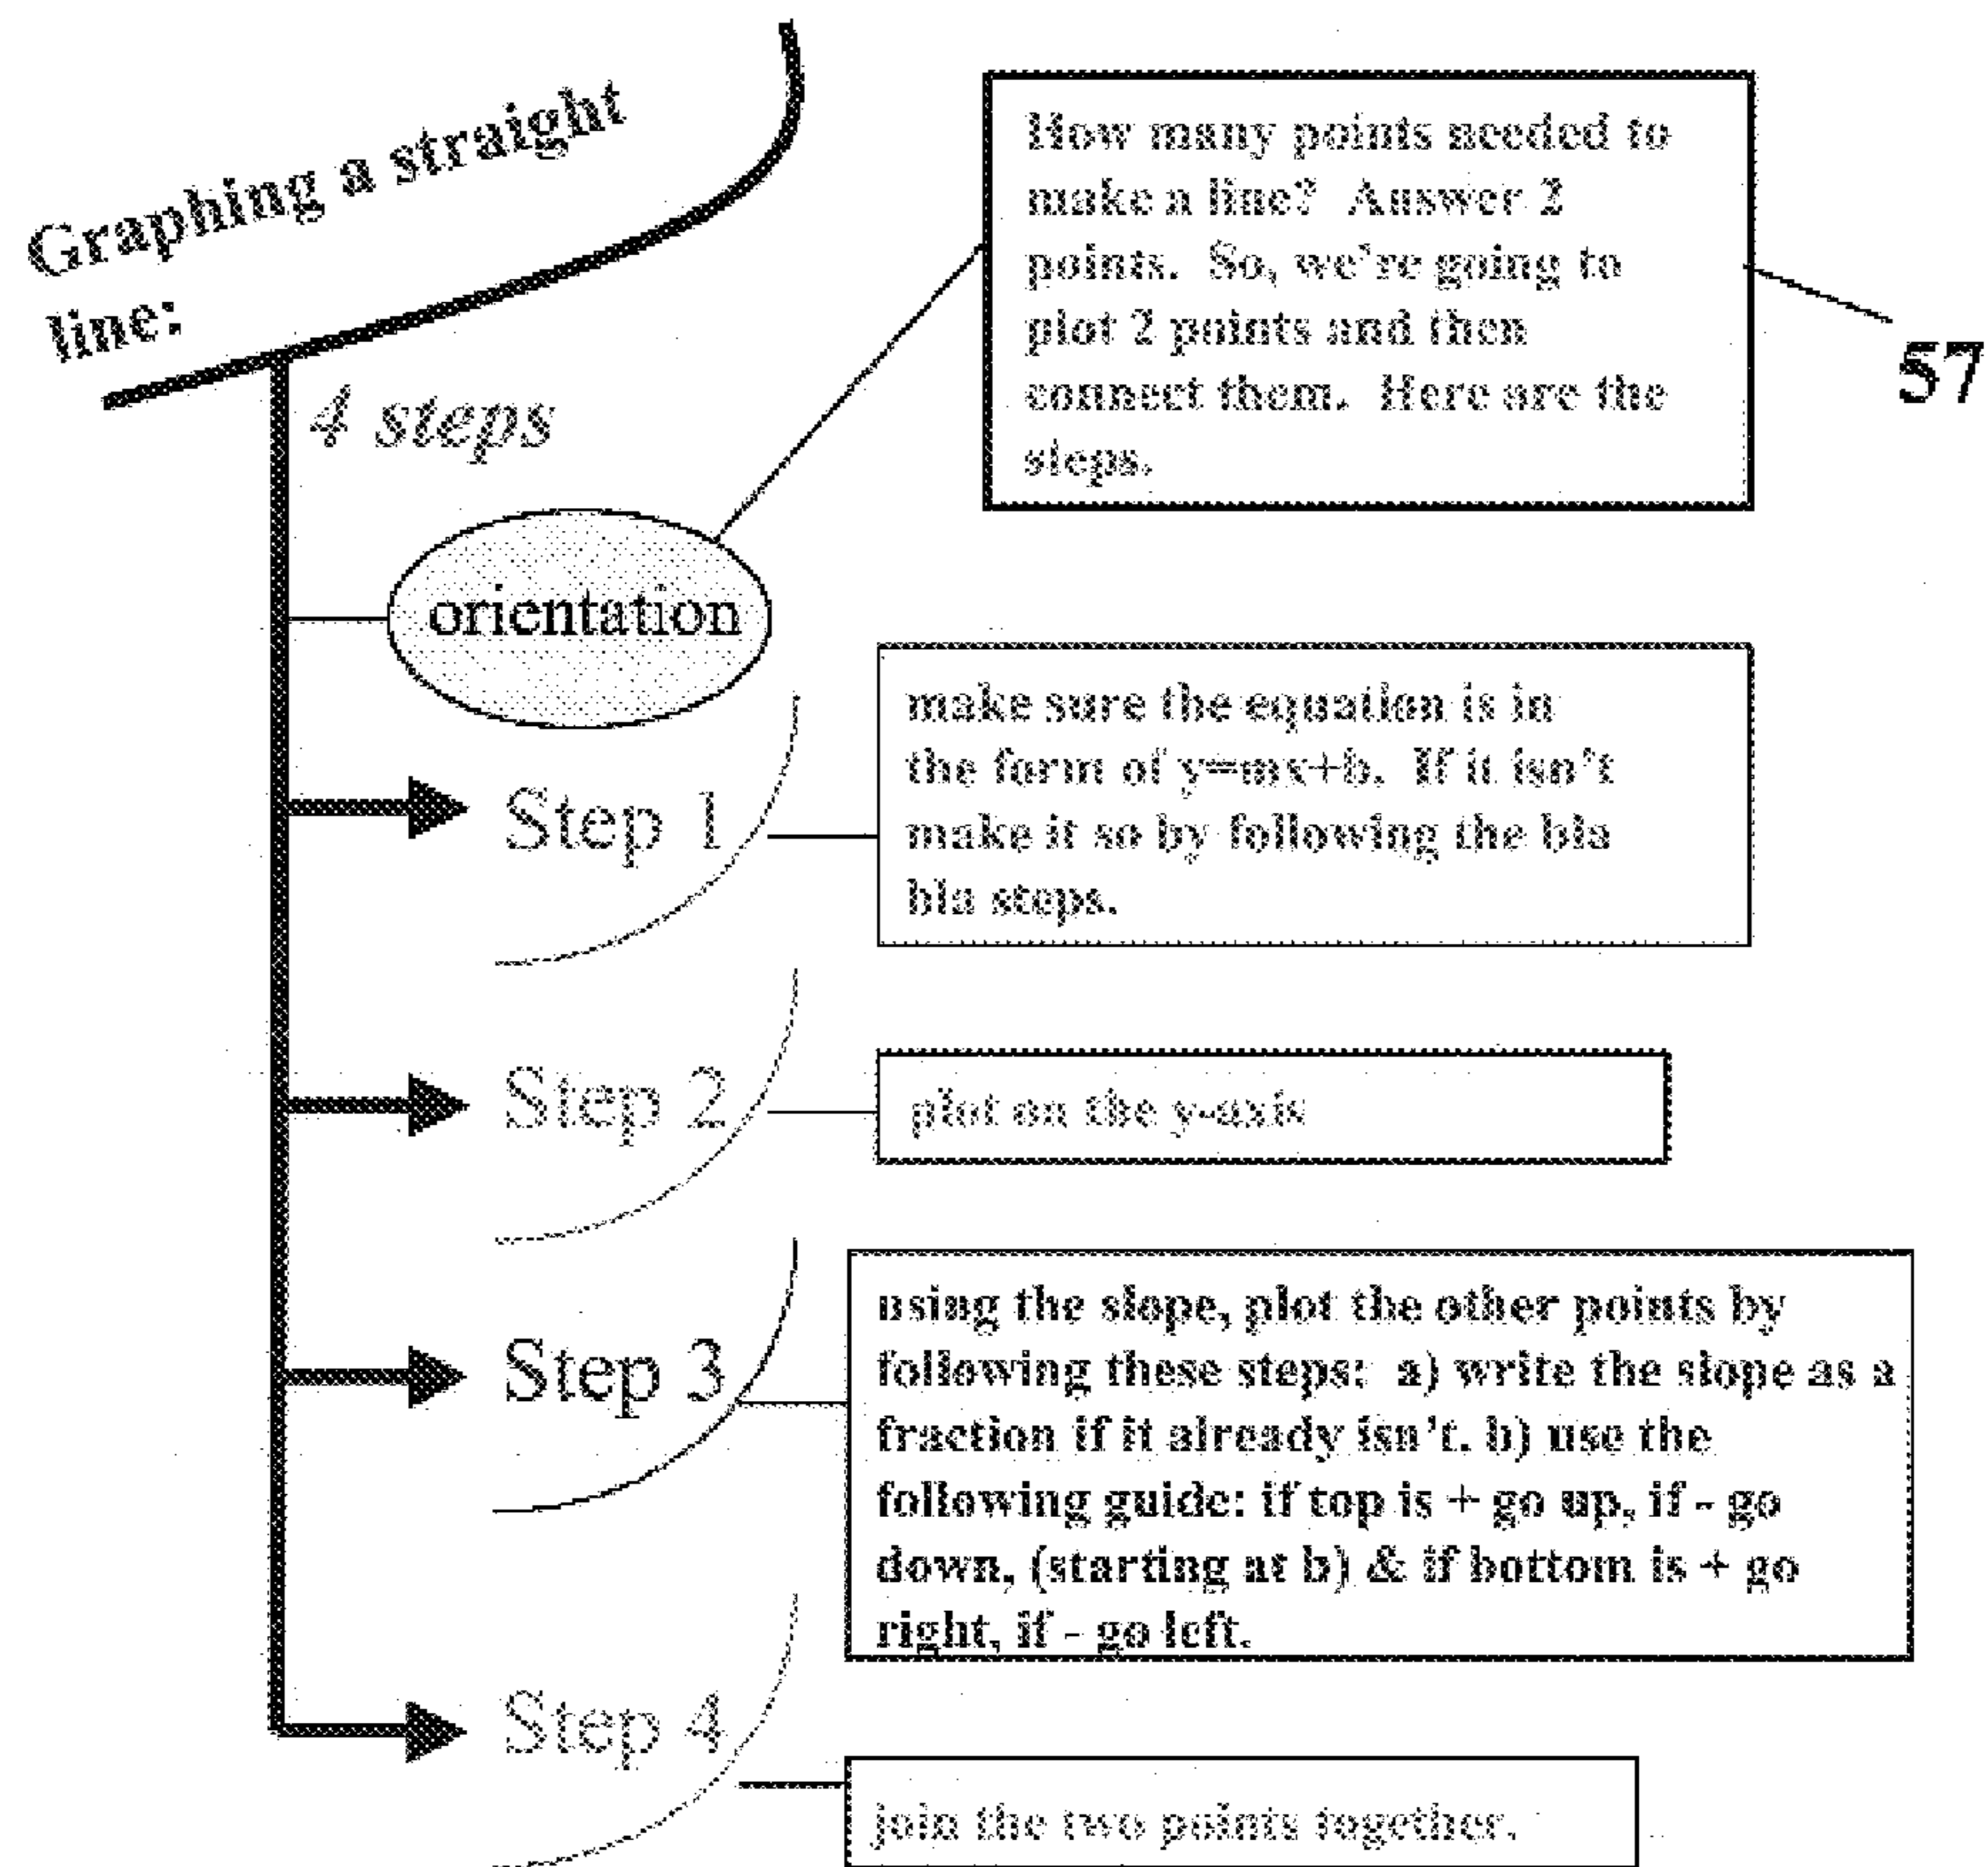 Graphing a straight
line:
4 steps
How many points needed to
make a line? Answer 2
points. So, we're going to
plot 2 points and then
connect them. Here are the
steps.
57
orientation
Step 1
make sure the equation is in
the form of y=mx+b. If it isn't
make it so by following the bla
bla steps.
Step 2
plot on the y-axis
Step 3
using the slope, plot the other points by
following these steps: a) write the slope as a
fraction if it already isn't. b) use the
following guide: if top is + go up, if - go
down, (starting at b) & if bottom is + go
right, if - go left.
Step 4
join the two points together.